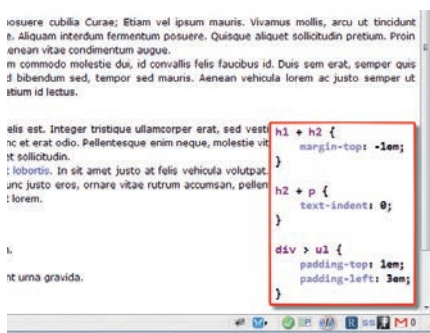 posuere cubilia Curae; Etiam vel ipsum mauris. Vivamus mollis, arcu ut tincidunt
e. Aliquam interdum fermentum posuere. Quisque aliquet sollicitudin pretium. Proin
enean vitae condimentum augue.
m commodo molestie dui, id convallis felis faucibus id. Duis sem erat, semper quis
d bibendum sed, tempor sed mauris. Aenean vehicula lorem ac justo semper ut
etium id lectus.
elis est. Integer tristique ullamcorper erat, sed vesti
nc et erat odio. Pellentesque enim neque, molestie vit
et sollicitudin.
t lobortis. In sit amet justo at felis vehicula volutpat.
unc justo eros, ornare vitae rutrum accumsan, pellen
t lorem.
h1 + h2 {
margin-top: -1em;
}
h2 + p {
text-indent: 0;
}
div > ul {
padding-top: 1em;
padding-left: 3em;
}
nt urna gravida.
ss
0